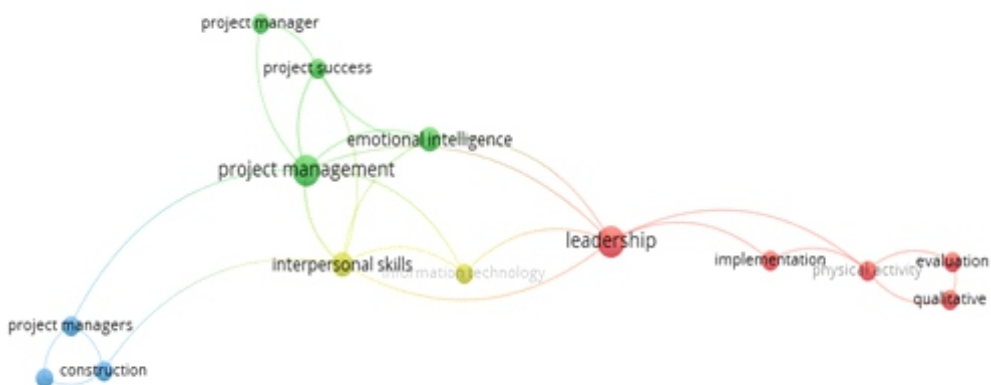 project manager
project success
emotional intelligence
project management
leadership
interpersonal skills
information technology
implementation
physical activity
evaluation
qualitative
project managers
construction